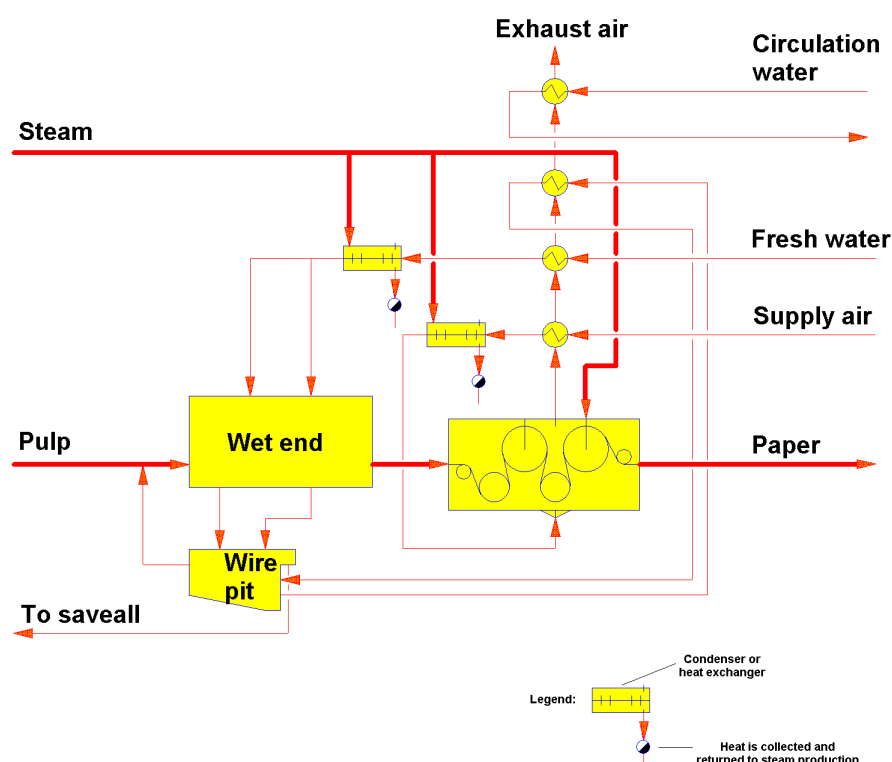 Exhaust air
Circulation
water
Steam
Fresh water
Supply air
Pulp
Wet end
Paper
Wire
pit
To saveall
Condenser or
heat exchanger
Legend:
Heat is collected and
returned to steam production